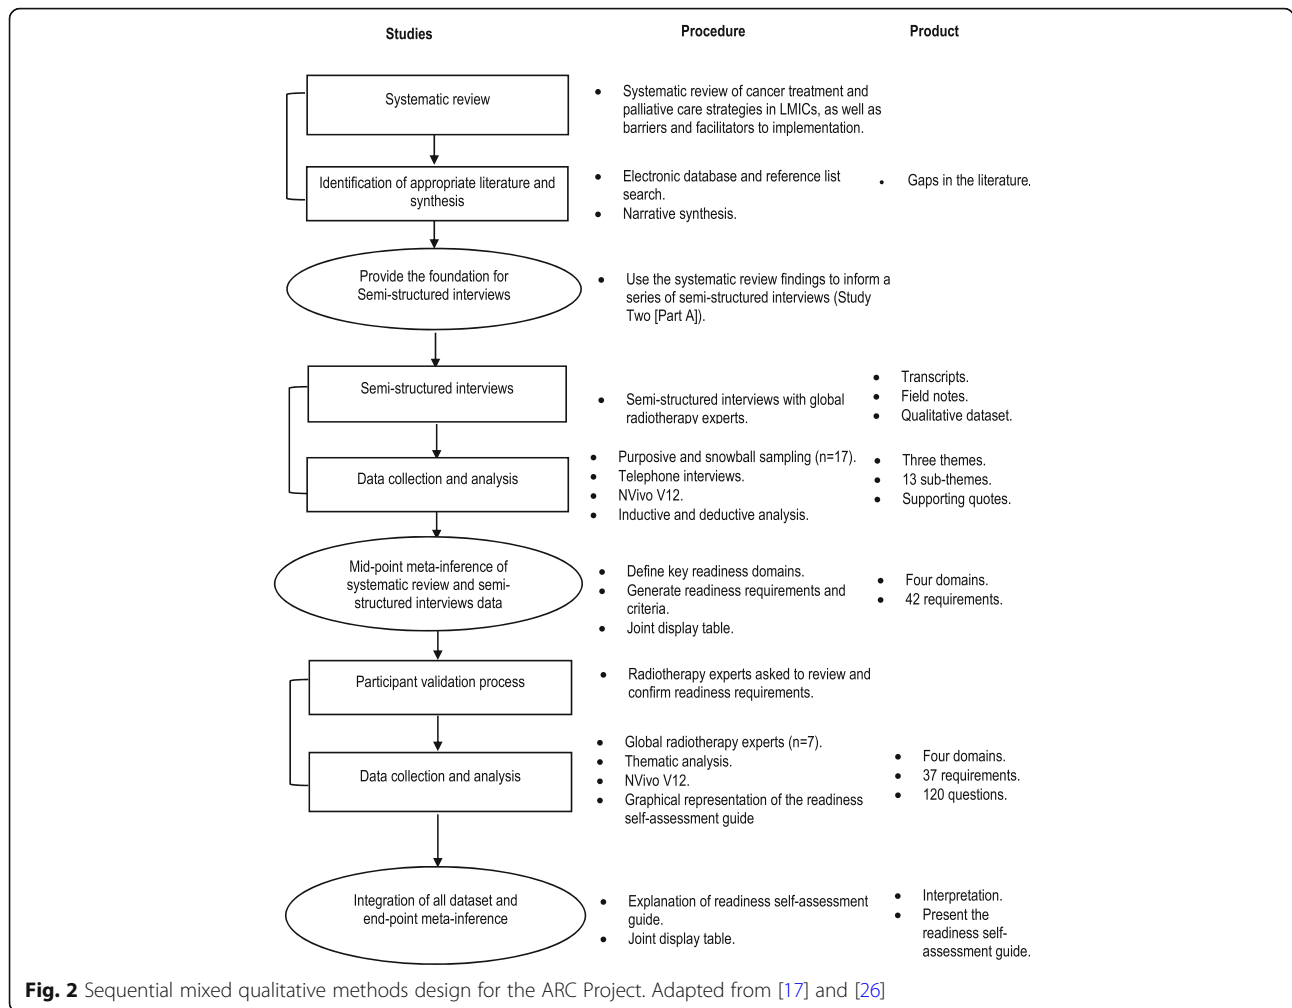 Studies
Procedure
Product
Systematic review
• Systematic review of cancer treatment and
palliative care strategies in LMICs, as well as
barriers and facilitators to implementation.
Identification of appropriate literature and
synthesis
• Electronic database and reference list
search.
• Narrative synthesis.
• Gaps in the literature.
Provide the foundation for
Semi-structured interviews
• Use the systematic review findings to inform a
series of semi-structured interviews (Study
Two [Part A]).
Semi-structured interviews
• Semi-structured interviews with global
radiotherapy experts.
• Transcripts.
• Field notes.
• Qualitative dataset.
Data collection and analysis
• Purposive and snowball sampling (n=17).
• Telephone interviews.
• NVivo V12.
• Inductive and deductive analysis.
• Three themes.
• 13 sub-themes.
• Supporting quotes.
Mid-point meta-inference of
systematic review and semi-
structured interviews data
• Define key readiness domains.
• Generate readiness requirements and
criteria.
• Joint display table.
• Four domains.
• 42 requirements.
Participant validation process
• Radiotherapy experts asked to review and
confirm readiness requirements.
Data collection and analysis
• Global radiotherapy experts (n=7).
• Thematic analysis.
• NVivo V12.
• Graphical representation of the readiness
self-assessment guide
• Four domains.
• 37 requirements.
• 120 questions.
Integration of all dataset and
end-point meta-inference
• Explanation of readiness self-assessment
guide.
• Joint display table.
• Interpretation.
• Present the
readiness self-
assessment guide.
Fig. 2 Sequential mixed qualitative methods design for the ARC Project. Adapted from [17] and [26]